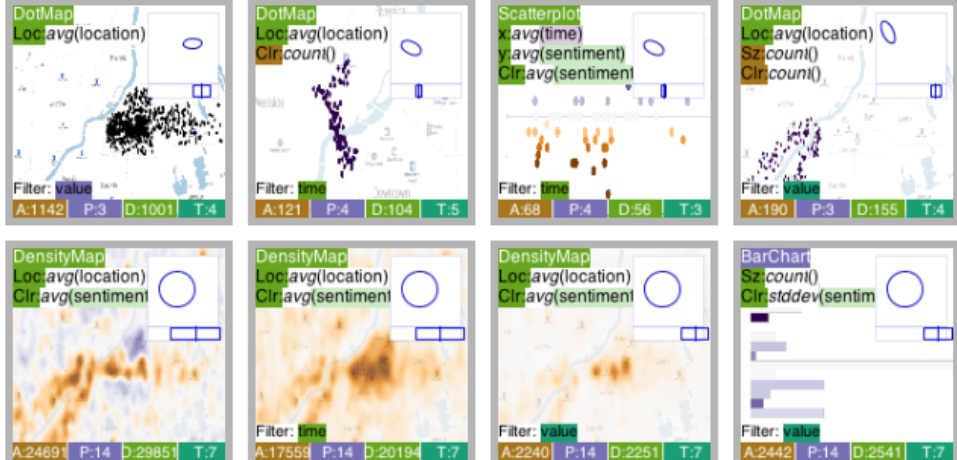 DotMap
Loc:avg(location)
Filter: value
A:1142 P:3 D:1001 T:4
DotMap
Loc:avg(location)
Clr:count()
Filter: time
A:121 P:4 D:104 T:5
Scatterplot
x:avg(time)
y:avg(sentiment)
Clr:avg(sentiment
Filter: time
A:68 P:4 D:56 T:3
DotMap
Loc:avg(location)
Sz:count()
Clr:count()
Filter: value
A:190 P:3 D:155 T:4
DensityMap
Loc:avg(location)
Clr:avg(sentiment
A:24691 P:14 D:29851 T:7
DensityMap
Loc:avg(location)
Clr:avg(sentiment
Filter: time
A:17559 P:14 D:20194 T:7
DensityMap
Loc:avg(location)
Clr:avg(sentiment
Filter: value
A:2240 P:14 D:2251 T:7
BarChart
Sz:count()
Clr:stddev(sentim
Filter: value
A:2442 P:14 D:2541 T:7